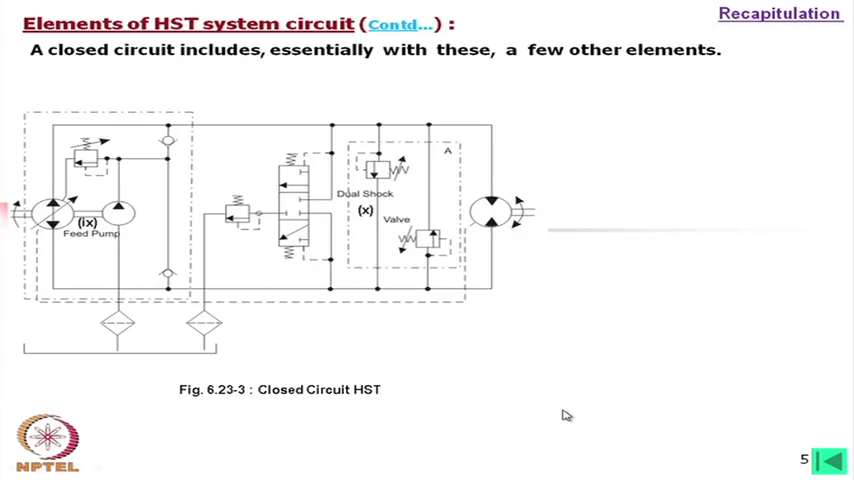 Recapitulation
Elements of HST system circuit (Contd...) :
A closed circuit includes, essentially with these, a few other elements.
A
Dual Shock
(x)
Valve
(ix)
Feed Pump
Fig. 6.23-3 : Closed Circuit HST
NPTEL
5